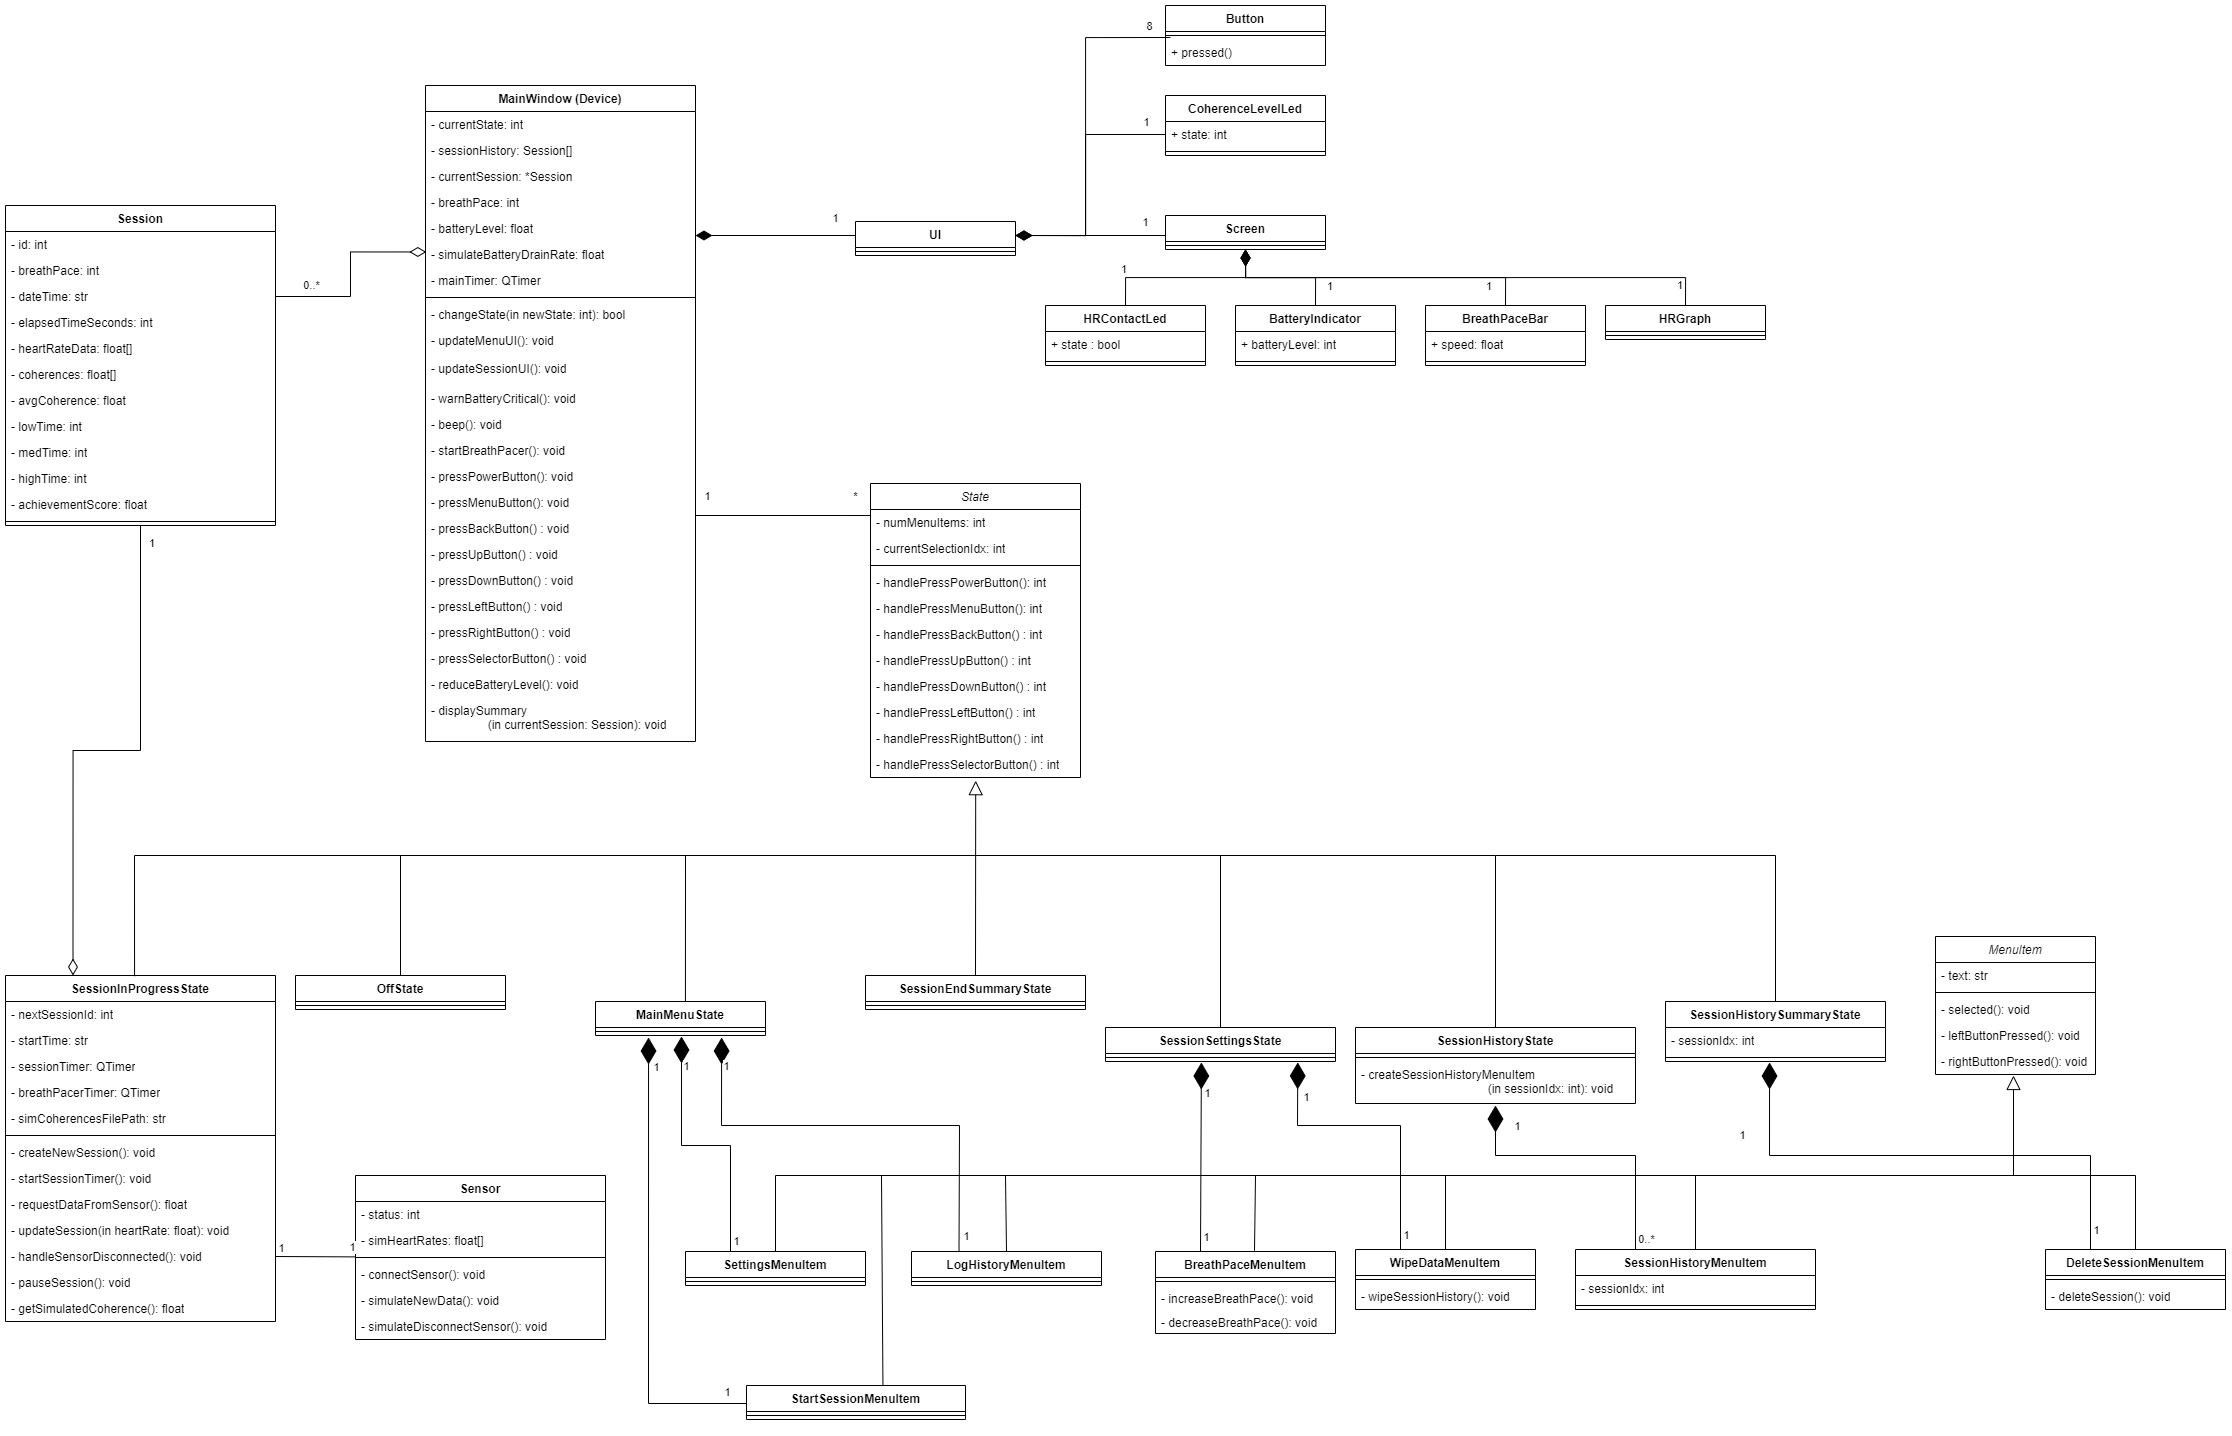 Button
8
+ pressed()
CoherenceLevelLed
1
+ state: int
MainWindow (Device)
- currentState: int
- sessionHistory: Session[]
- currentSession: *Session
- breathPace: int
- batteryLevel: float
- simulateBatteryDrainRate: float
- mainTimer: QTimer
- changeState(in newState: int): bool
- updateMenuUI(): void
- updateSessionUI(): void
- warnBatteryCritical(): void
- beep(): void
- startBreathPacer(): void
- pressPowerButton(): void
- pressMenuButton(): void
- pressBackButton() : void
- pressUpButton() : void
- pressDownButton() : void
- pressLeftButton() : void
- pressRightButton() : void
- pressSelectorButton() : void
- reduceBatteryLevel(): void
- displaySummary
(in currentSession: Session): void
1
UI
1
Screen
1
1
1
1
HRContactLed
+ state : bool
BatteryIndicator
+ batteryLevel: int
BreathPaceBar
+ speed: float
HRGraph
Session
- id: int
- breathPace: int
- dateTime: str
- elapsedTimeSeconds: int
- heartRateData: float[]
- coherences: float[]
- avgCoherence: float
- lowTime: int
- medTime: int
- highTime: int
- achievementScore: float
0..*
1
1
*
State
- numMenuItems: int
- currentSelectionIdx: int
- handlePressPowerButton(): int
- handlePressMenuButton(): int
- handlePressBackButton() : int
- handlePressUpButton() : int
- handlePressDownButton() : int
- handlePressLeftButton() : int
- handlePressRightButton() : int
- handlePressSelectorButton() : int
SessionInProgressState
- nextSessionId: int
- startTime: str
- sessionTimer: QTimer
- breathPacerTimer: QTimer
- simCoherencesFilePath: str
- createNewSession(): void
- startSessionTimer(): void
- requestDataFromSensor(): float
- updateSession(in heartRate: float): void
- handleSensorDisconnected(): void
- pauseSession(): void
- getSimulatedCoherence(): float
1
1
Sensor
- status: int
- simHeartRates: float[]
- connectSensor(): void
- simulateNewData(): void
- simulateDisconnectSensor(): void
OffState
MainMenuState
1
1
1
SessionEndSummaryState
SessionSettingsState
1
1
SessionHistoryState
- createSessionHistoryMenuItem
(in sessionIdx: int): void
1
SessionHistorySummaryState
- sessionIdx: int
1
MenuItem
- text: str
- selected(): void
- leftButtonPressed(): void
- rightButtonPressed(): void
1
SettingsMenuItem
1
LogHistoryMenuItem
1
BreathPaceMenuItem
- increaseBreathPace(): void
- decreaseBreathPace(): void
1
WipeDataMenuItem
- wipeSessionHistory(): void
0..*
SessionHistoryMenuItem
- sessionIdx: int
1
DeleteSessionMenuItem
- deleteSession(): void
1
StartSessionMenuItem